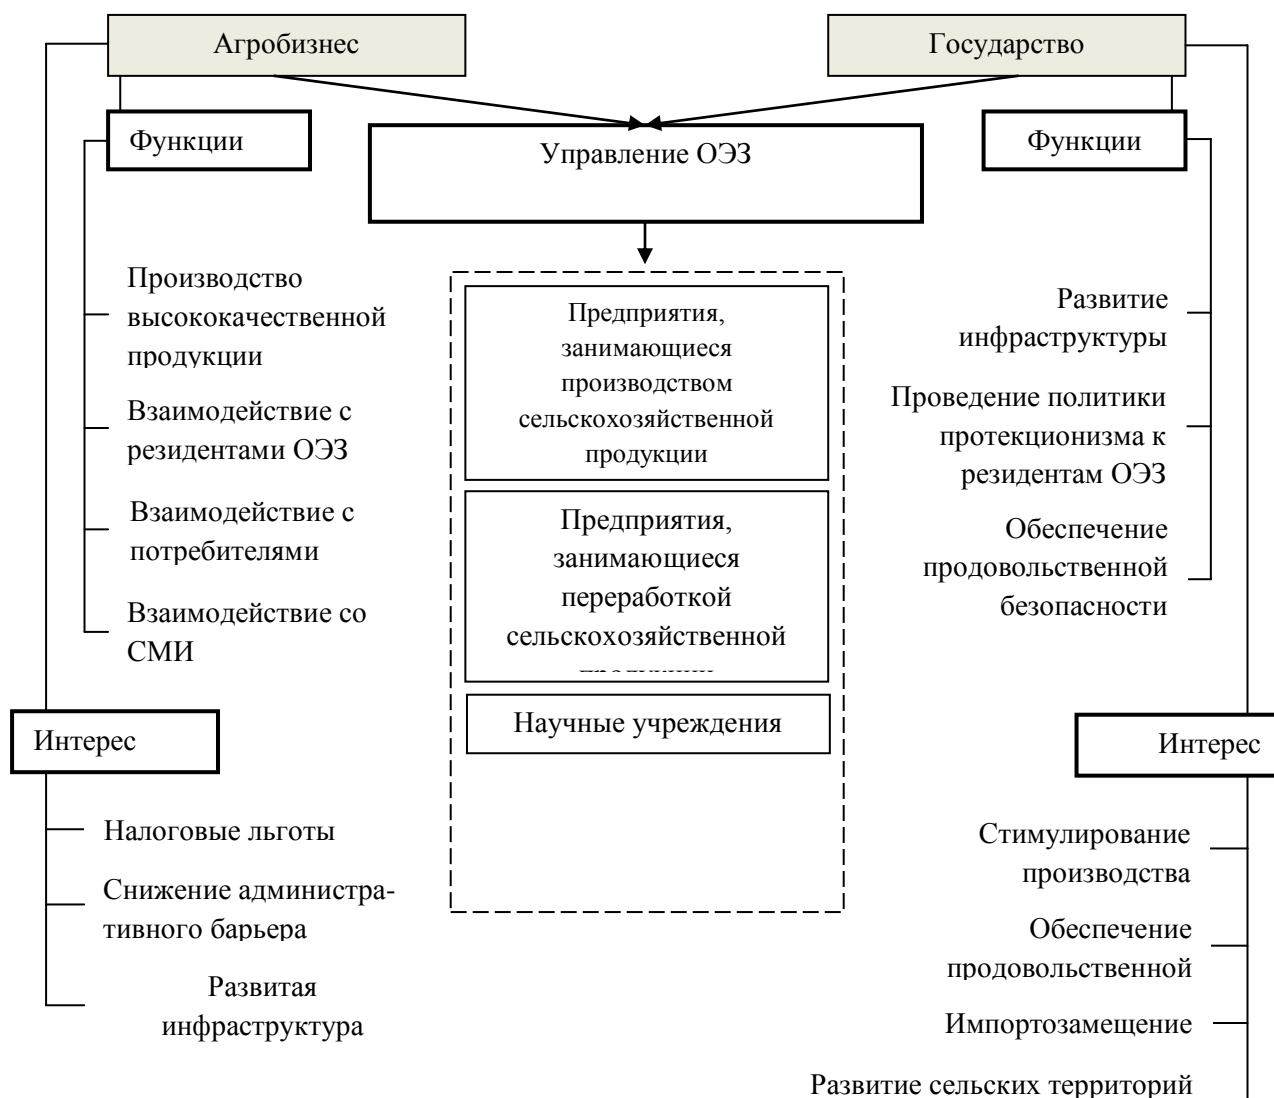 Агробизнес
Государство
Функции
Управление ОЭЗ
Функции
Производство
высококачественной
продукции
Взаимодействие с
резидентами ОЭЗ
Взаимодействие с
потребителями
Взаимодействие со
СМИ
Предприятия,
занимающиеся
производством
сельскохозяйственной
продукции
Предприятия,
занимающиеся
переработкой
сельскохозяйственной
Научные учреждения
Развитие
инфраструктуры
Проведение политики
протекционизма к
резидентам ОЭЗ
Обеспечение
продовольственной
безопасности
Интерес
Налоговые льготы
Снижение администра-
тивного барьера
Развитая
инфраструктура
Интерес
Стимулирование
производства
Обеспечение
продовольственной
Импортозамещение
Развитие сельских территорий